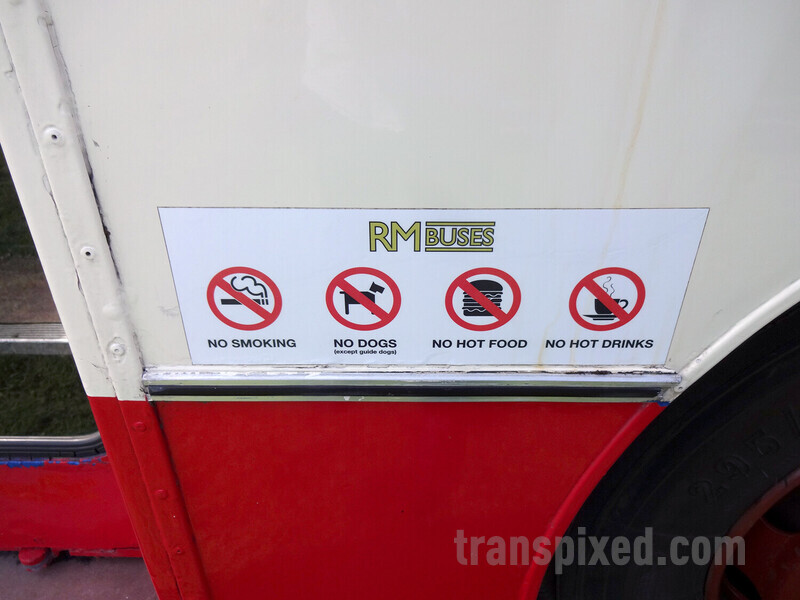 RM BUSES
NO SMOKING
NO DOGS
(except guide dogs)
NO HOT FOOD
NO HOT DRINKS
transpixed.com